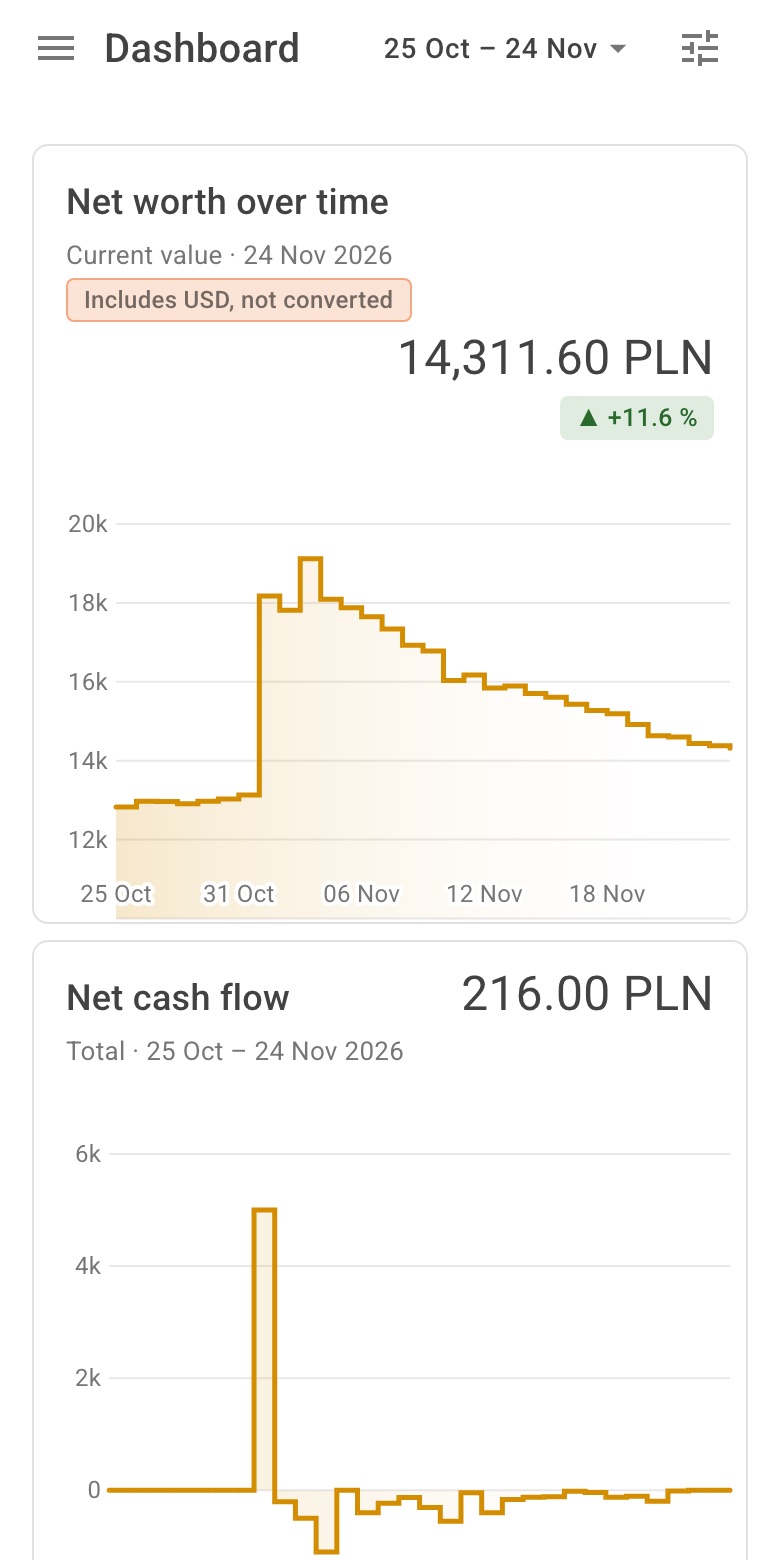 Dashboard
25 Oct – 24 Nov
Net worth over time
Current value · 24 Nov 2026
Includes USD, not converted
14,311.60 PLN
▲ +11.6 %
20k
18k
16k
14k
12k
25 Oct 31 Oct 06 Nov 12 Nov 18 Nov
Net cash flow
216.00 PLN
Total · 25 Oct – 24 Nov 2026
6k
4k
2k
0